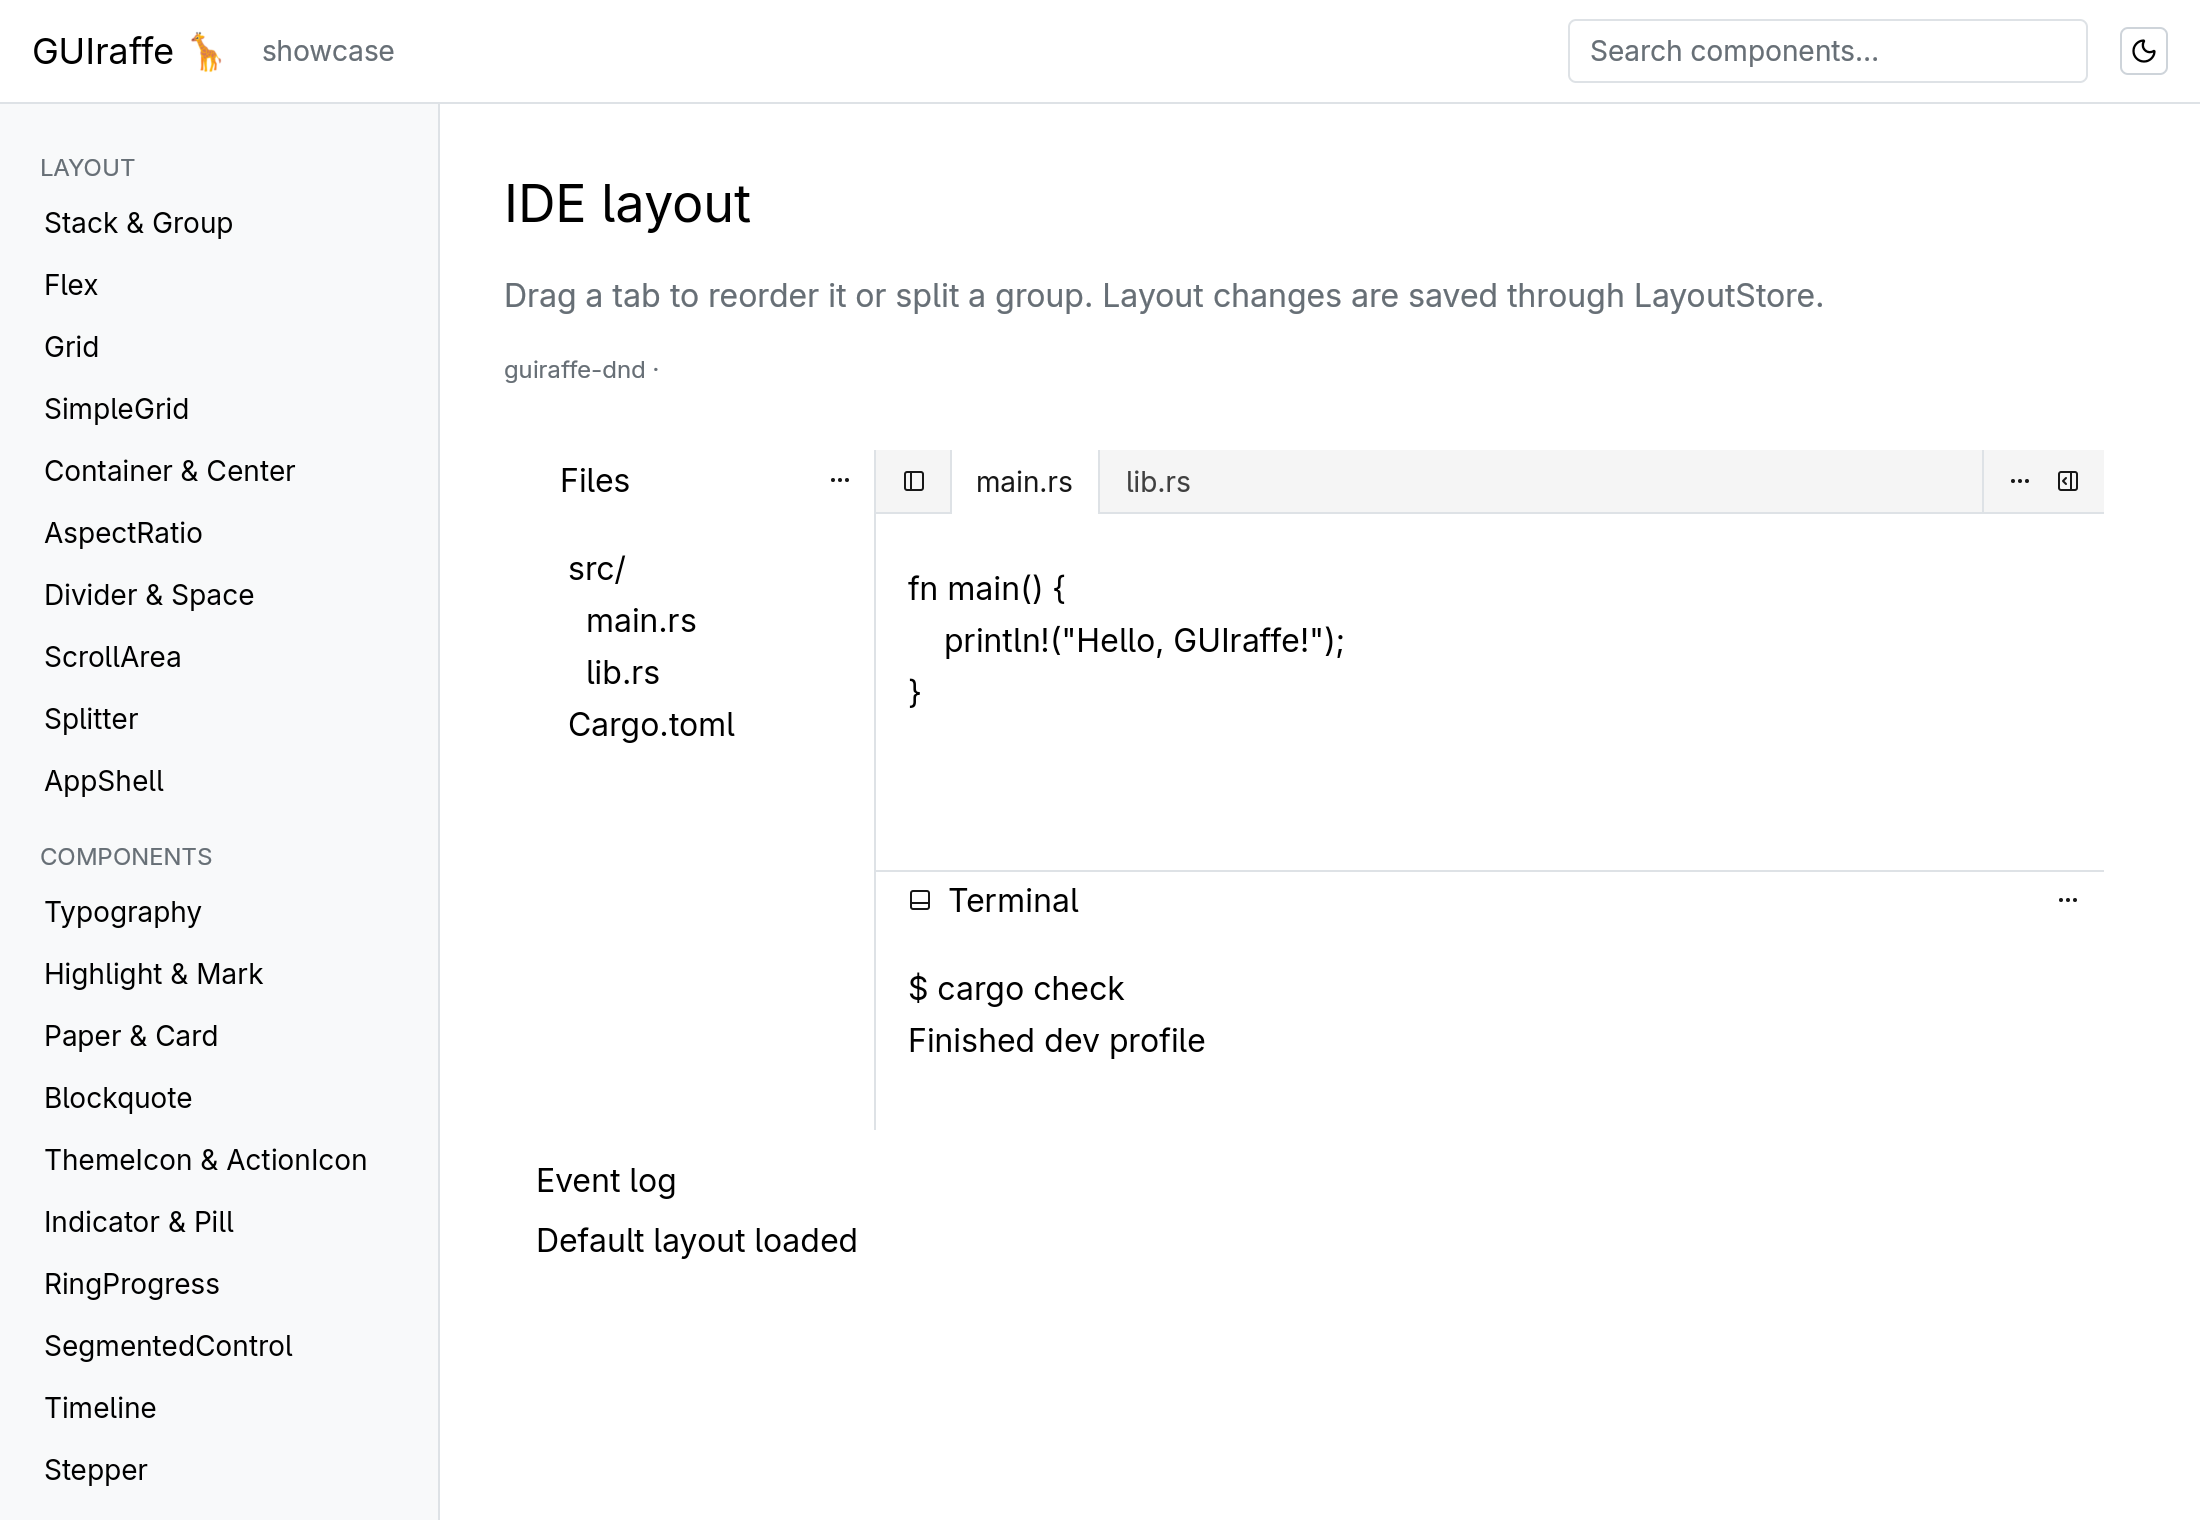 GUIraffe 🦒 showcase
Search components...
LAYOUT
Stack & Group
Flex
Grid
SimpleGrid
Container & Center
AspectRatio
Divider & Space
ScrollArea
Splitter
AppShell
COMPONENTS
Typography
Highlight & Mark
Paper & Card
Blockquote
ThemeIcon & ActionIcon
Indicator & Pill
RingProgress
SegmentedControl
Timeline
Stepper
IDE layout
Drag a tab to reorder it or split a group. Layout changes are saved through LayoutStore.
guiraffe-dnd ·
Files
src/
main.rs
lib.rs
Cargo.toml
main.rs
lib.rs
fn main() {
println!("Hello, GUIraffe!");
}
Terminal
$ cargo check
Finished dev profile
Event log
Default layout loaded